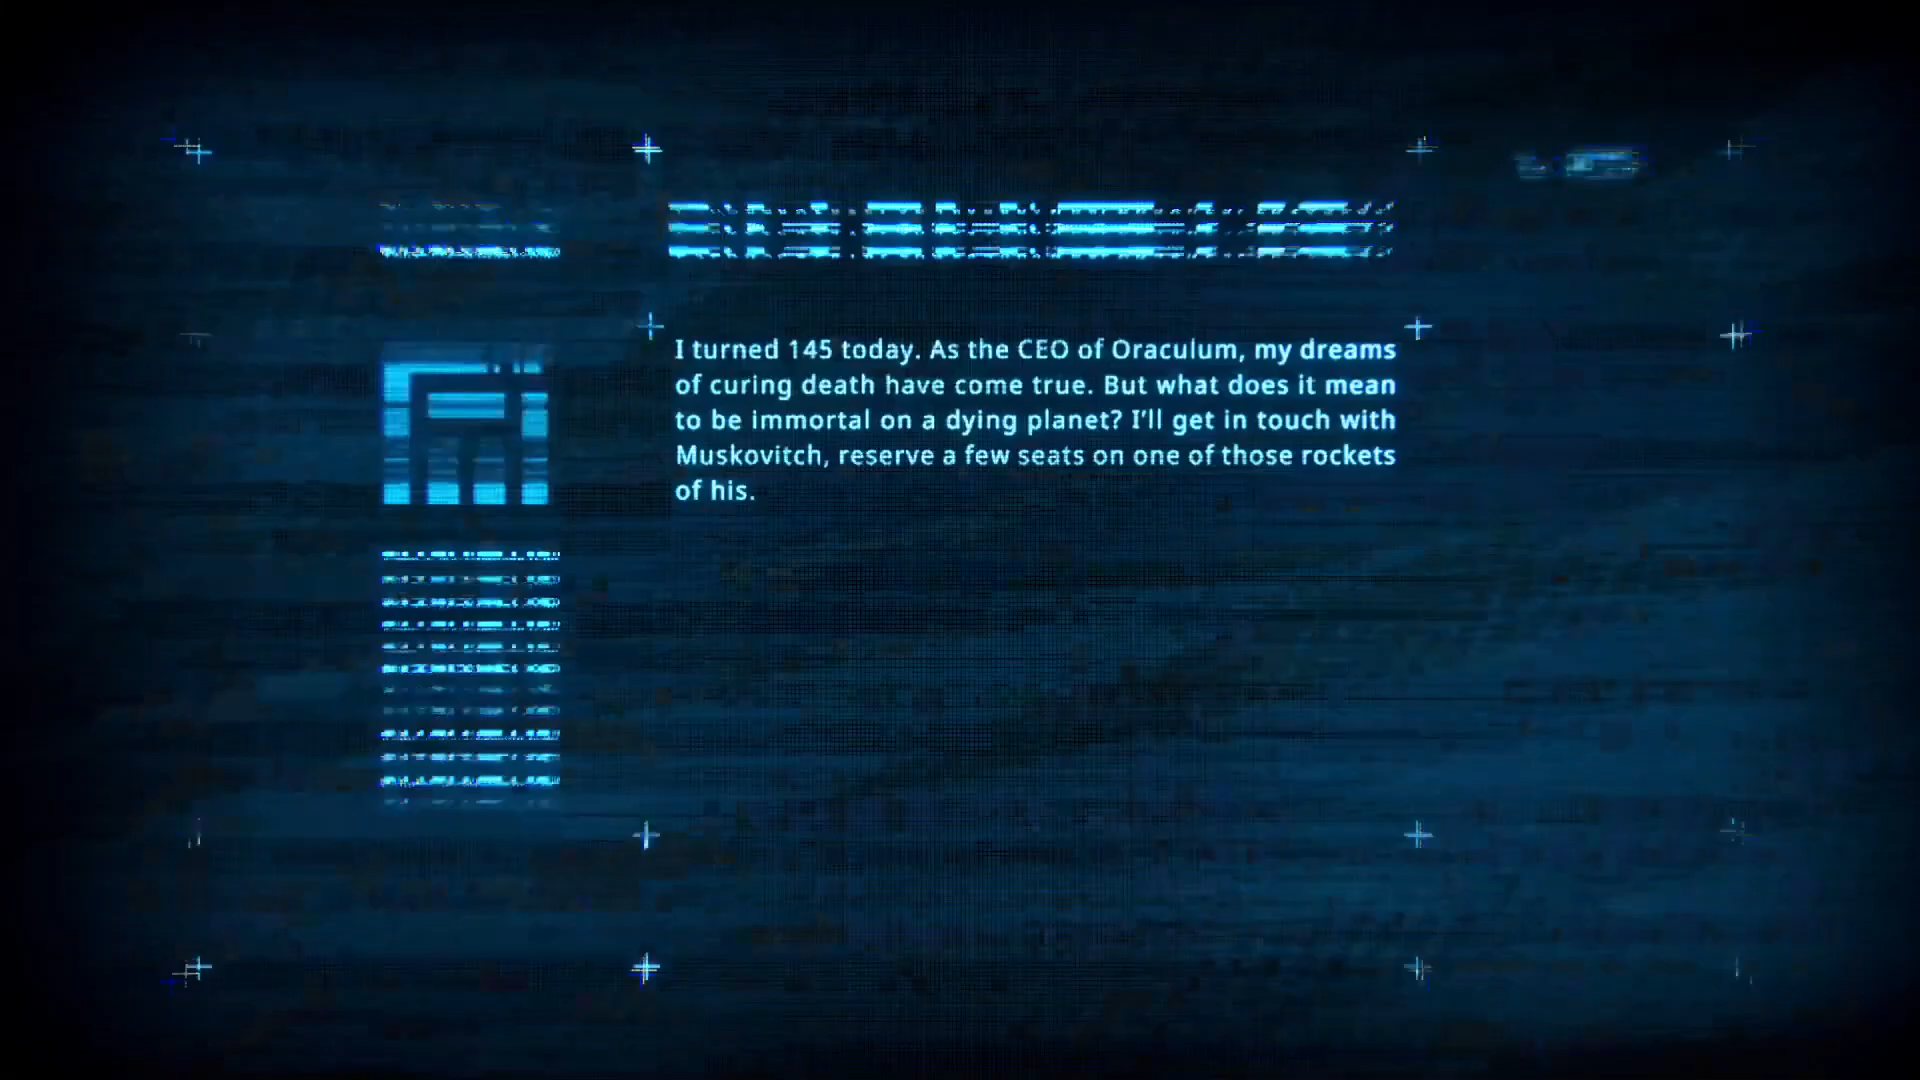 I turned 145 today. As the CEO of Oraculum, my dreams
of curing death have come true. But what does it mean
to be immortal on a dying planet? I'll get in touch with
Muskovitch, reserve a few seats on one of those rockets
of his.